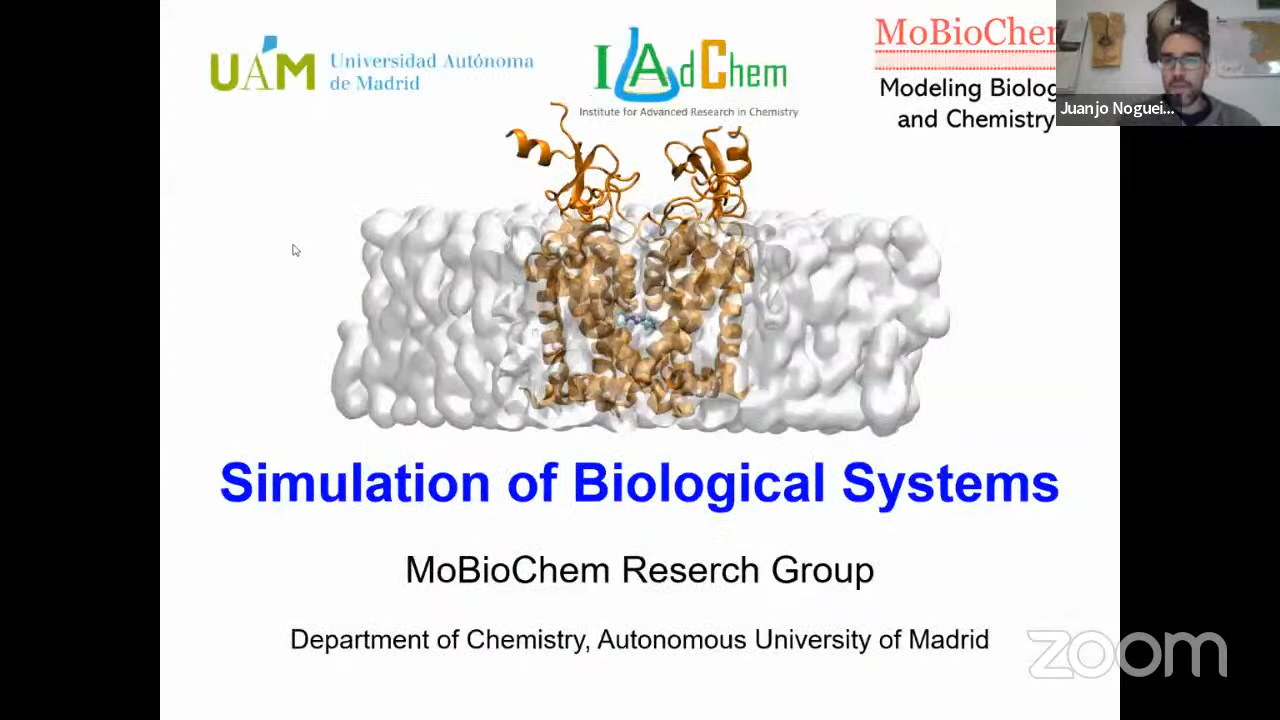 UAM Universidad Autónoma
de Madrid
IAdChem
Institute for Advanced Research in Chemistry
MoBioChem
Modeling Biolog
and Chemistry
Juanjo Noguei...
Simulation of Biological Systems
MoBioChem Reserch Group
Department of Chemistry, Autonomous University of Madrid
zoom